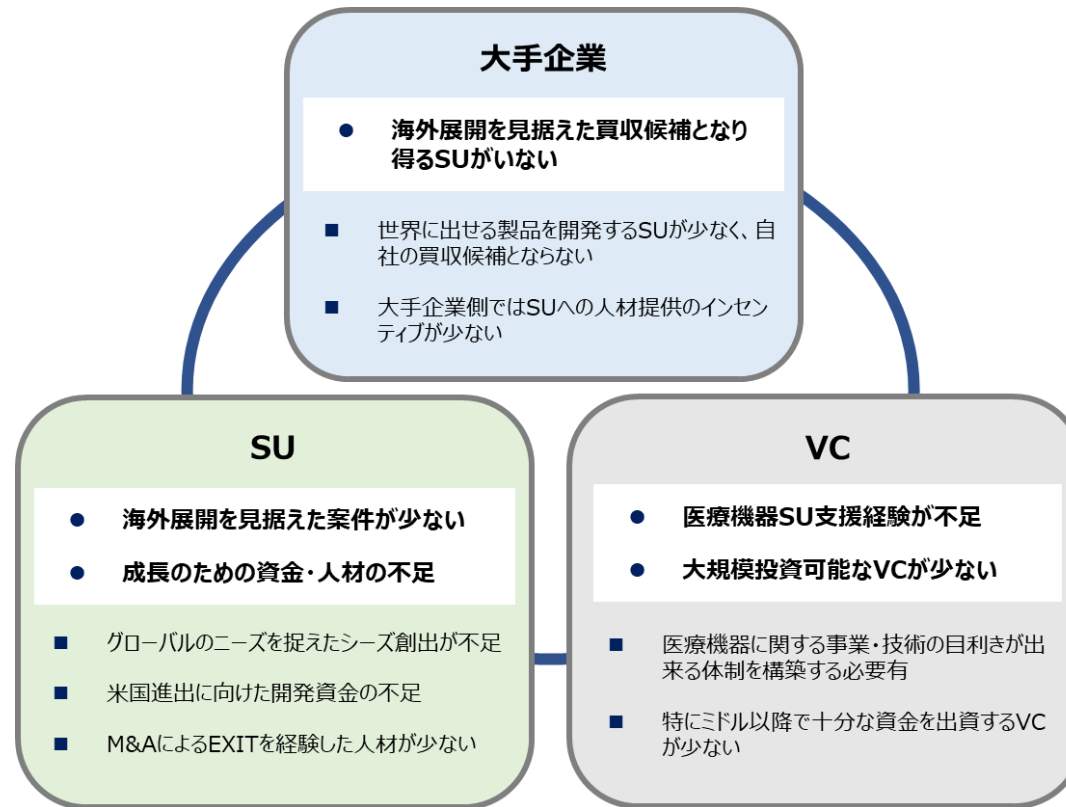 大手企業
● 海外展開を見据えた買収候補となり
得るSUがいない
■ 世界に出せる製品を開発するSUが少なく、自
社の買収候補とならない
■ 大手企業側ではSUへの人材提供のインセン
ティブが少ない
SU
● 海外展開を見据えた案件が少ない
● 成長のための資金・人材の不足
■ グローバルのニーズを捉えたシーズ創出が不足
■ 米国進出に向けた開発資金の不足
■ M&AによるEXITを経験した人材が少ない
VC
● 医療機器SU支援経験が不足
● 大規模投資可能なVCが少ない
■ 医療機器に関する事業・技術の目利きが出
来る体制を構築する必要有
■ 特にミドル以降で十分な資金を出資するVC
が少ない